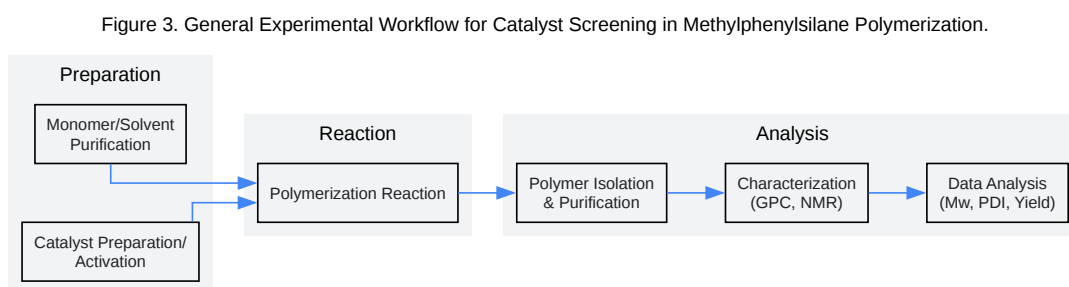 Figure 3. General Experimental Workflow for Catalyst Screening in Methylphenylsilane Polymerization.
Preparation
Monomer/Solvent
Purification
Catalyst Preparation/
Activation
Reaction
Polymerization Reaction
Analysis
Polymer Isolation
& Purification
Characterization
(GPC, NMR)
Data Analysis
(Mw, PDI, Yield)